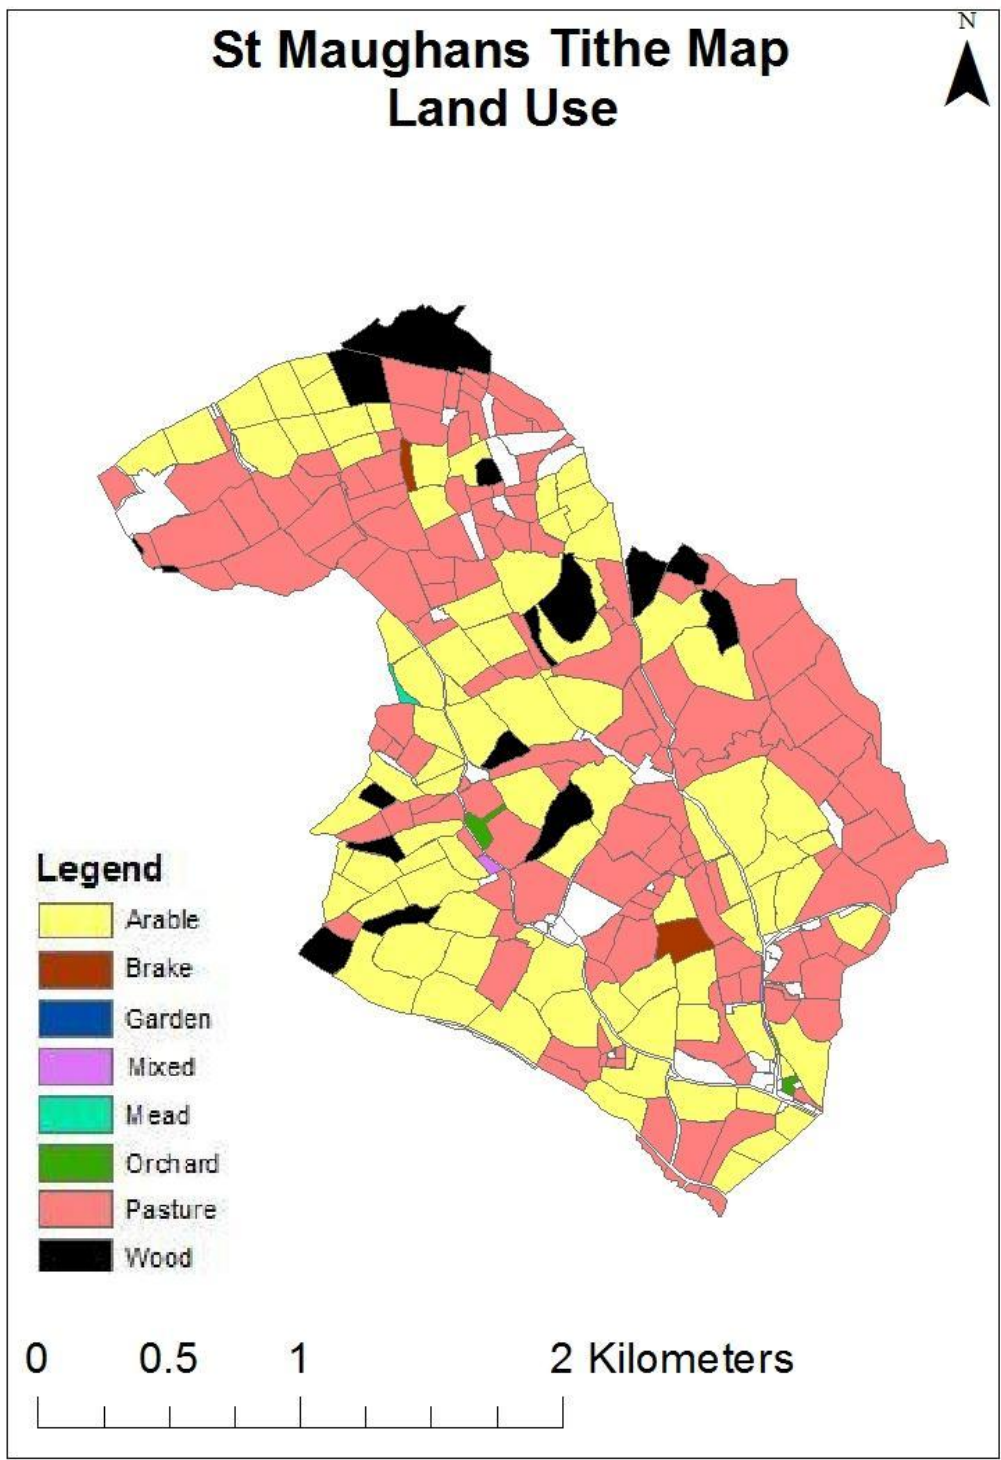 St Maughans Tithe Map
Land Use
N
Legend
Arable
Brake
Garden
Mixed
Mead
Orchard
Pasture
Wood
0 0.5 1 2 Kilometers